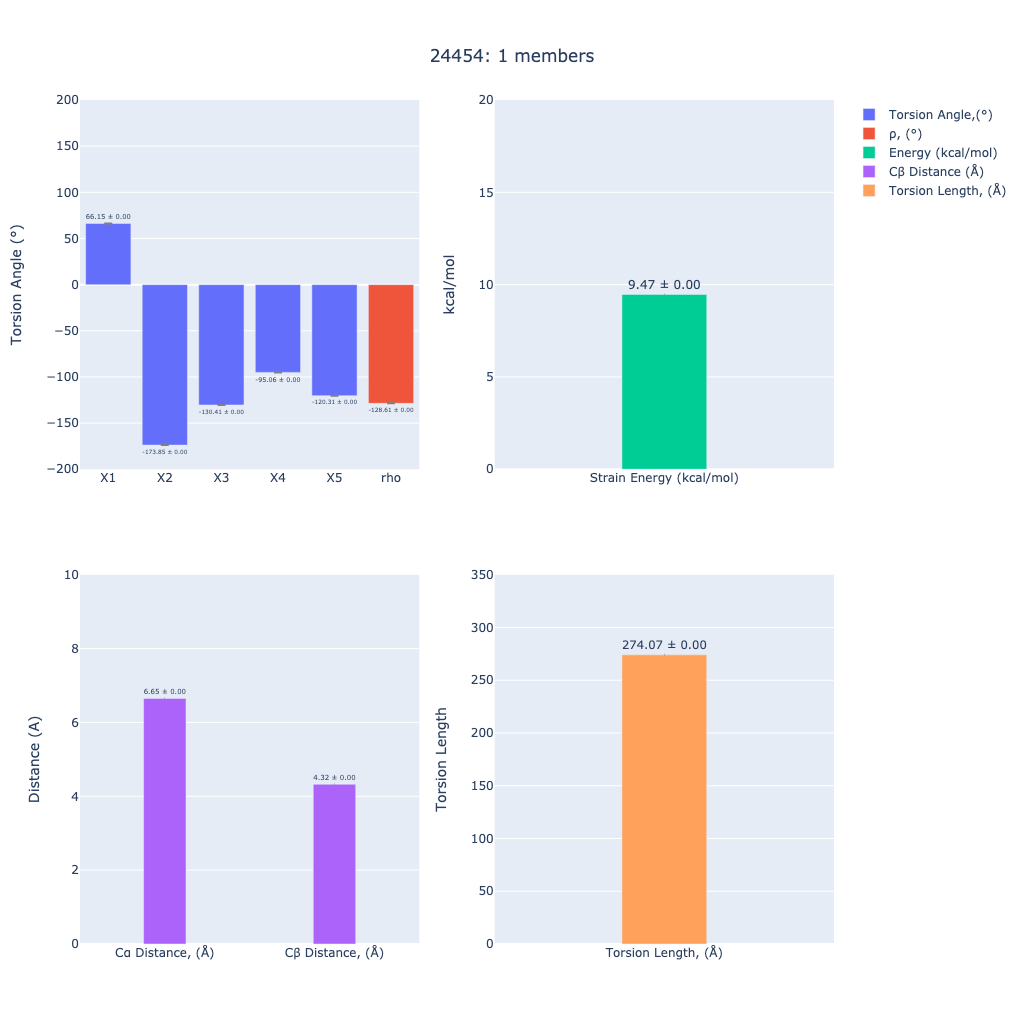 24454: 1 members
200
150
100
50
0
−50
−100
−150
−200
Torsion Angle (°)
66.15 ± 0.00
-173.85 ± 0.00
-130.41 ± 0.00
-95.06 ± 0.00
-120.31 ± 0.00
-128.61 ± 0.00
X1 X2 X3 X4 X5 rho
20
15
10
5
0
kcal/mol
9.47 ± 0.00
Strain Energy (kcal/mol)
Torsion Angle,(°)
ρ, (°)
Energy (kcal/mol)
Cβ Distance (Å)
Torsion Length, (Å)
10
8
6
4
2
0
Distance (A)
6.65 ± 0.00
4.32 ± 0.00
Cα Distance, (Å) Cβ Distance, (Å)
350
300
250
200
150
100
50
0
Torsion Length
274.07 ± 0.00
Torsion Length, (Å)